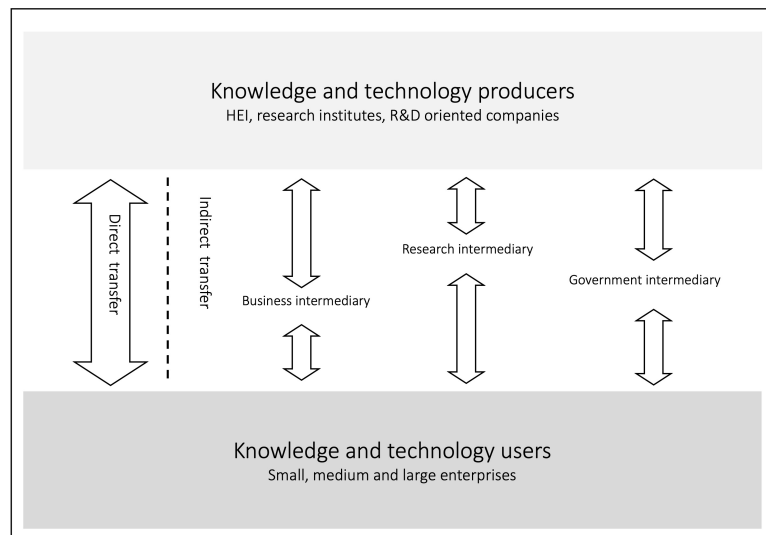 Knowledge and technology producers
HEI, research institutes, R&D oriented companies
Direct transfer
Indirect transfer
Business intermediary
Research intermediary
Government intermediary
Knowledge and technology users
Small, medium and large enterprises